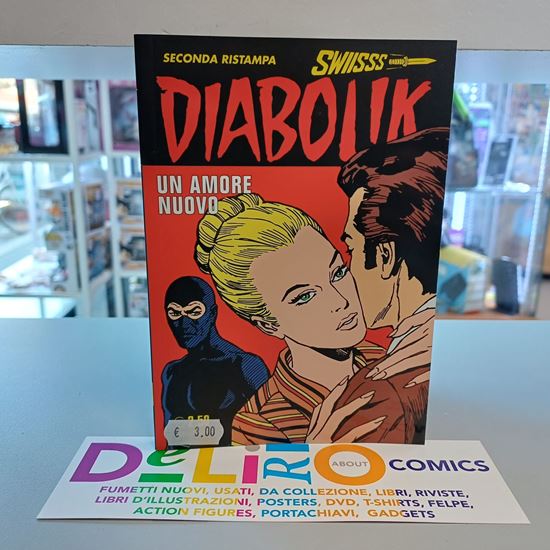 SECONDA RISTAMPA
SWIISSS
DIABOLIK
UN AMORE
NUOVO
€ 3,00
DeLiRiO
ABOUT
COMICS
FUMETTI NUOVI, USATI, DA COLLEZIONE, LIBRI, RIVISTE,
LIBRI D'ILLUSTRAZIONI, POSTERS, DVD, T-SHIRTS, FELPE,
ACTION FIGURES, PORTACHIAVI, GADGETS